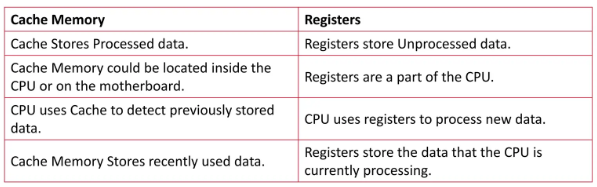 Cache Memory
Registers
Cache Stores Processed data.
Registers store Unprocessed data.
Cache Memory could be located inside the
CPU or on the motherboard.
Registers are a part of the CPU.
CPU uses Cache to detect previously stored
data.
CPU uses registers to process new data.
Cache Memory Stores recently used data.
Registers store the data that the CPU is
currently processing.